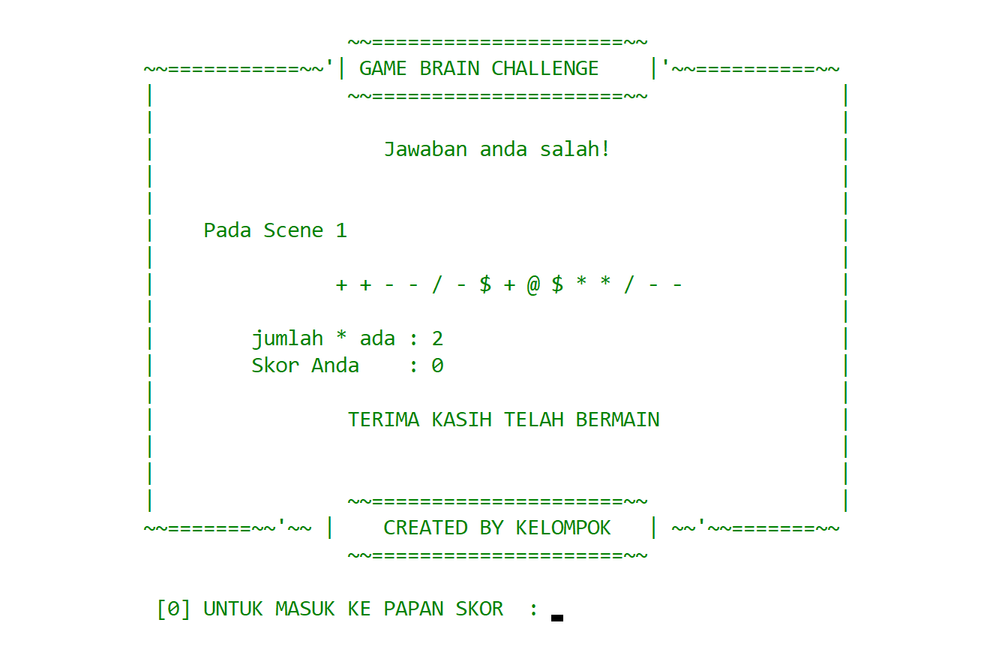 ~~=====================~~
~~===========~~'| GAME BRAIN CHALLENGE |'~~==========~~
| ~~=====================~~ |
| |
| Jawaban anda salah! |
| |
| |
| Pada Scene 1 |
| |
| + + - - / - $ + @ $ * * / - - |
| |
| jumlah * ada : 2 |
| Skor Anda : 0 |
| |
| TERIMA KASIH TELAH BERMAIN |
| |
| |
| ~~=====================~~ |
~~=======~~'~~ | CREATED BY KELOMPOK | ~~'~~=======~~
~~=====================~~
[0] UNTUK MASUK KE PAPAN SKOR :